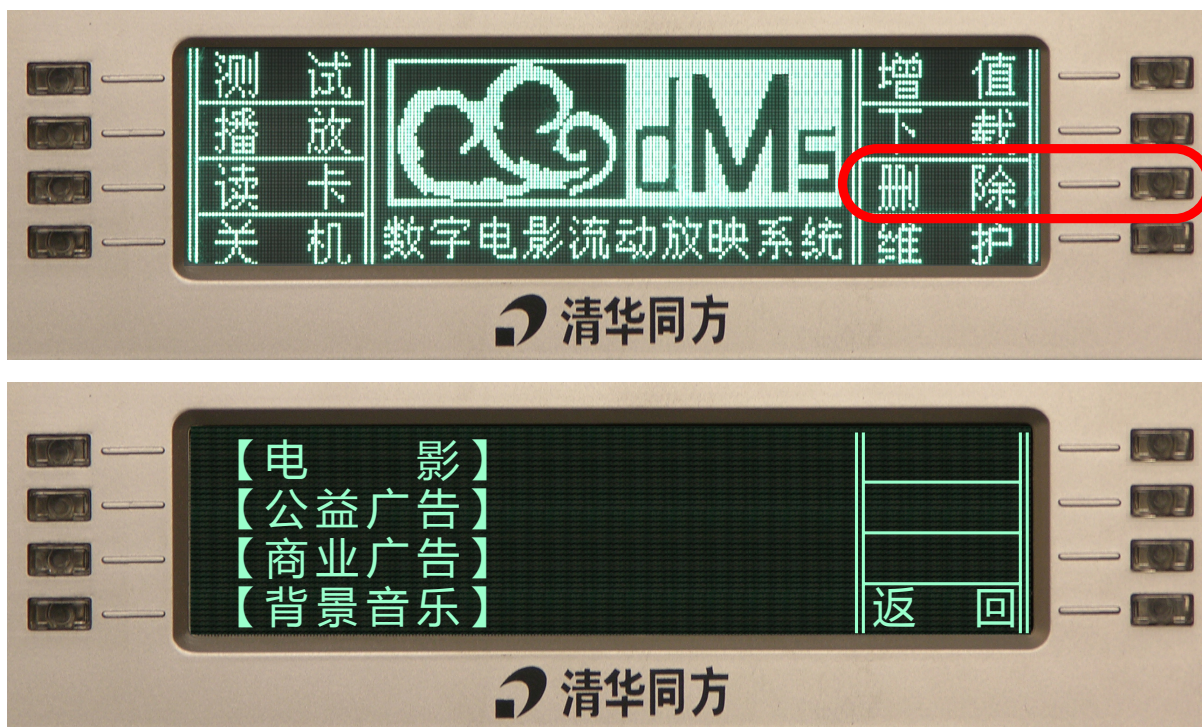 测试
播放
读卡
关机
dMs
数字电影流动放映系统
增值
下载
删除
维护
清华同方
【电影】
【公益广告】
【商业广告】
【背景音乐】
返回
清华同方